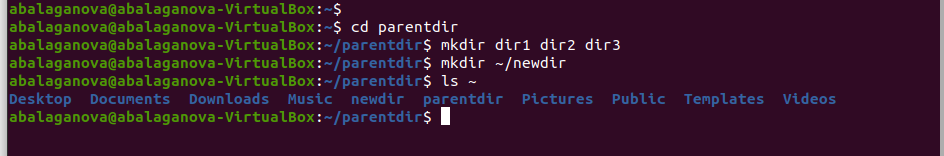 abalaganova@abalaganova-VirtualBox:~$
abalaganova@abalaganova-VirtualBox:~$ cd parentdir
abalaganova@abalaganova-VirtualBox:~/parentdir$ mkdir dir1 dir2 dir3
abalaganova@abalaganova-VirtualBox:~/parentdir$ mkdir ~/newdir
abalaganova@abalaganova-VirtualBox:~/parentdir$ ls ~
Desktop Documents Downloads Music newdir parentdir Pictures Public Templates Videos
abalaganova@abalaganova-VirtualBox:~/parentdir$